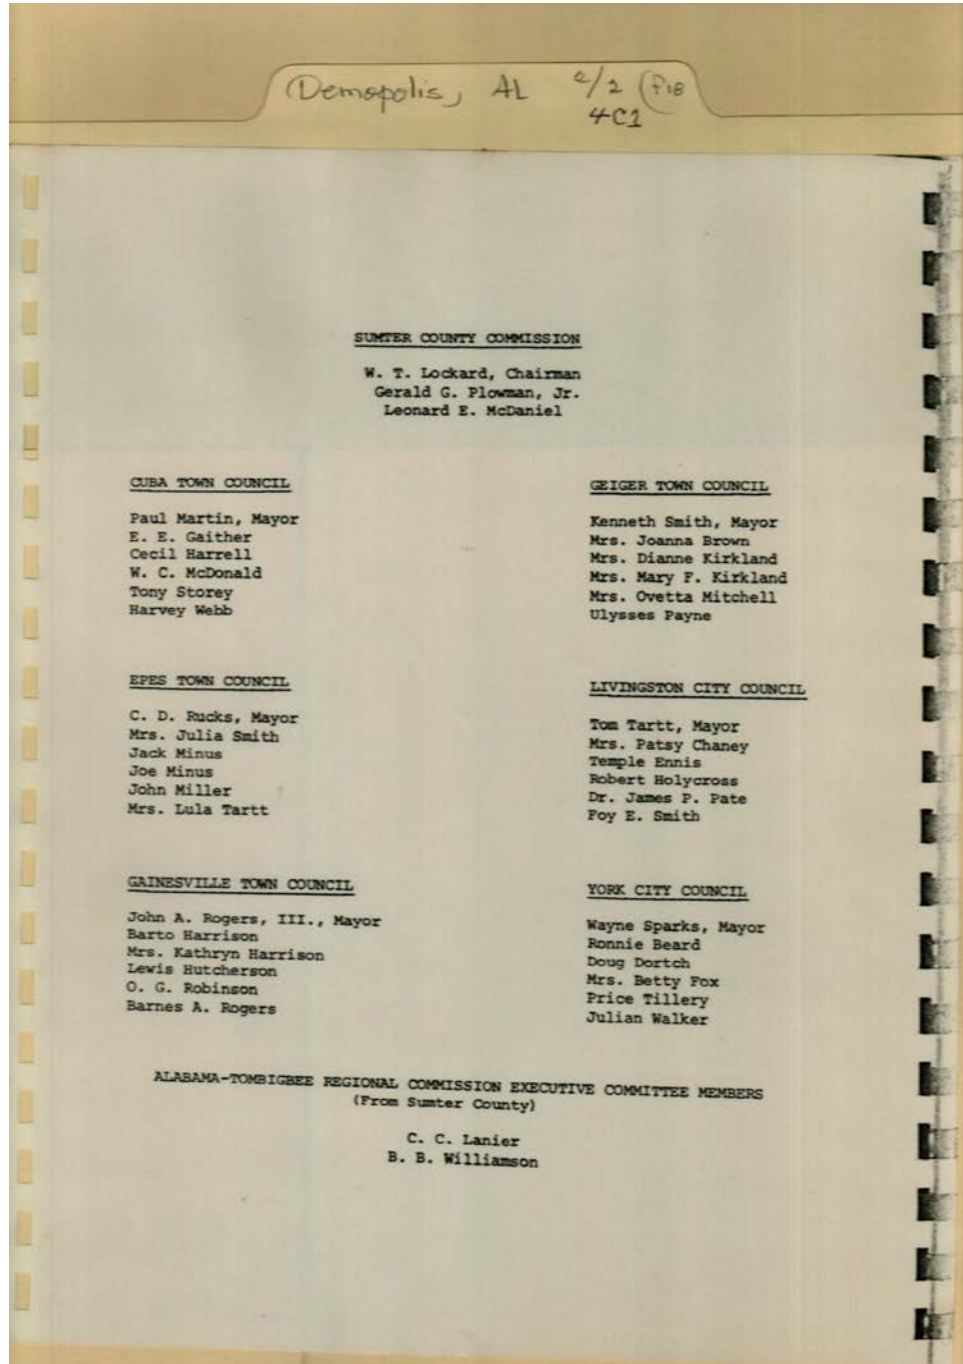 (Demopolis, AL 2/2 (F18
4C1
SUMTER COUNTY COMMISSION
W. T. Lockard, Chairman
Gerald G. Plowman, Jr.
Leonard E. McDaniel
CUBA TOWN COUNCIL
Paul Martin, Mayor
E. E. Gaither
Cecil Harrell
W. C. McDonald
Tony Storey
Harvey Webb
GEIGER TOWN COUNCIL
Kenneth Smith, Mayor
Mrs. Joanna Brown
Mrs. Dianne Kirkland
Mrs. Mary F. Kirkland
Mrs. Ovetta Mitchell
Ulysses Payne
EPES TOWN COUNCIL
C. D. Rucks, Mayor
Mrs. Julia Smith
Jack Minus
Joe Minus
John Miller
Mrs. Lula Tartt
LIVINGSTON CITY COUNCIL
Tom Tartt, Mayor
Mrs. Patsy Chaney
Temple Ennis
Robert Holycross
Dr. James P. Pate
Foy E. Smith
GAINESVILLE TOWN COUNCIL
John A. Rogers, III., Mayor
Barto Harrison
Mrs. Kathryn Harrison
Lewis Hutcherson
O. G. Robinson
Barnes A. Rogers
YORK CITY COUNCIL
Wayne Sparks, Mayor
Ronnie Beard
Doug Dortch
Mrs. Betty Fox
Price Tillery
Julian Walker
ALABAMA-TOMBIGBEE REGIONAL COMMISSION EXECUTIVE COMMITTEE MEMBERS
(From Sumter County)
C. C. Lanier
B. B. Williamson